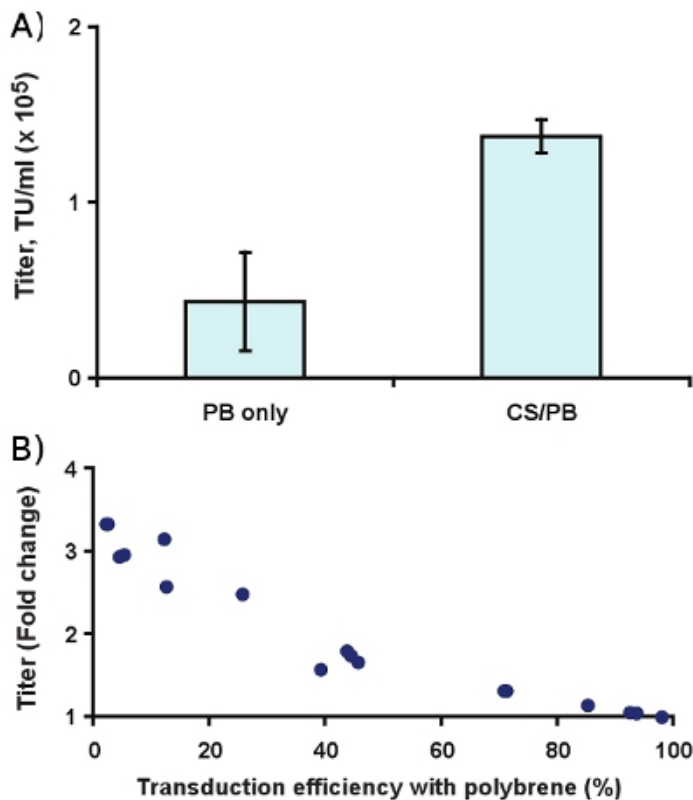 A)
Titer, TU/ml (x 10⁵)
2
1
0
PB only CS/PB
B)
Titer (Fold change)
4
3
2
1
0 20 40 60 80 100
Transduction efficiency with polybrene (%)